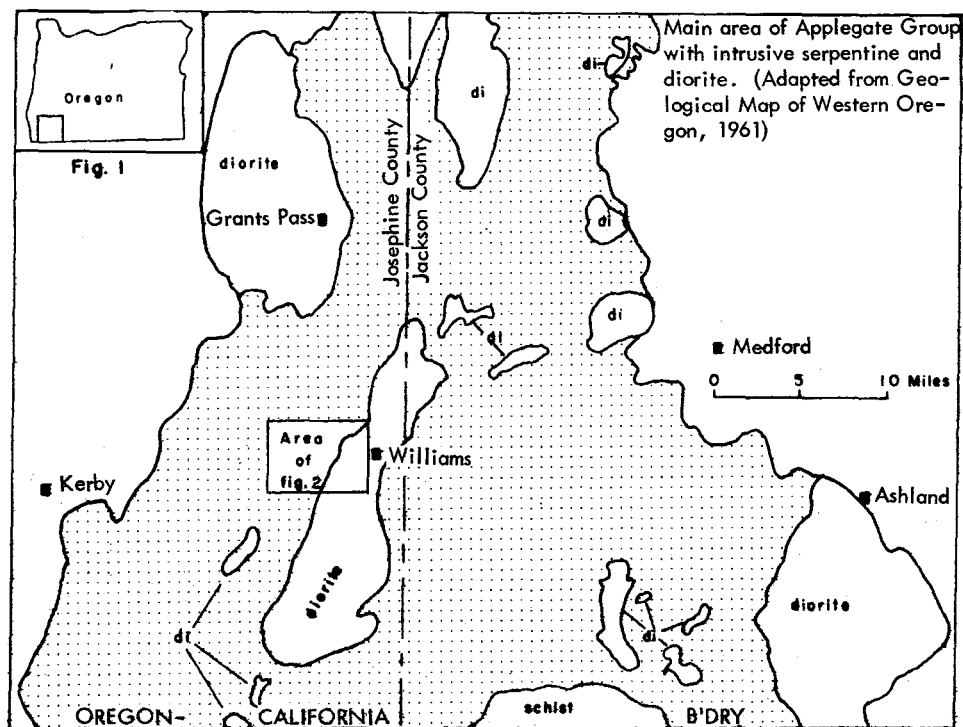 Oregon
Fig. 1
Main area of Applegate Group
with intrusive serpentine and
diorite. (Adapted from Geo-
logical Map of Western Ore-
gon, 1961)
di
di
diorite
Grants Pass
Josephine County
Jackson County
di
di
di
Medford
0 5 10 Miles
Area
of
fig. 2
Williams
Kerby
Ashland
diorite
diorite
di
di
schist
OREGON- CALIFORNIA B'DRY